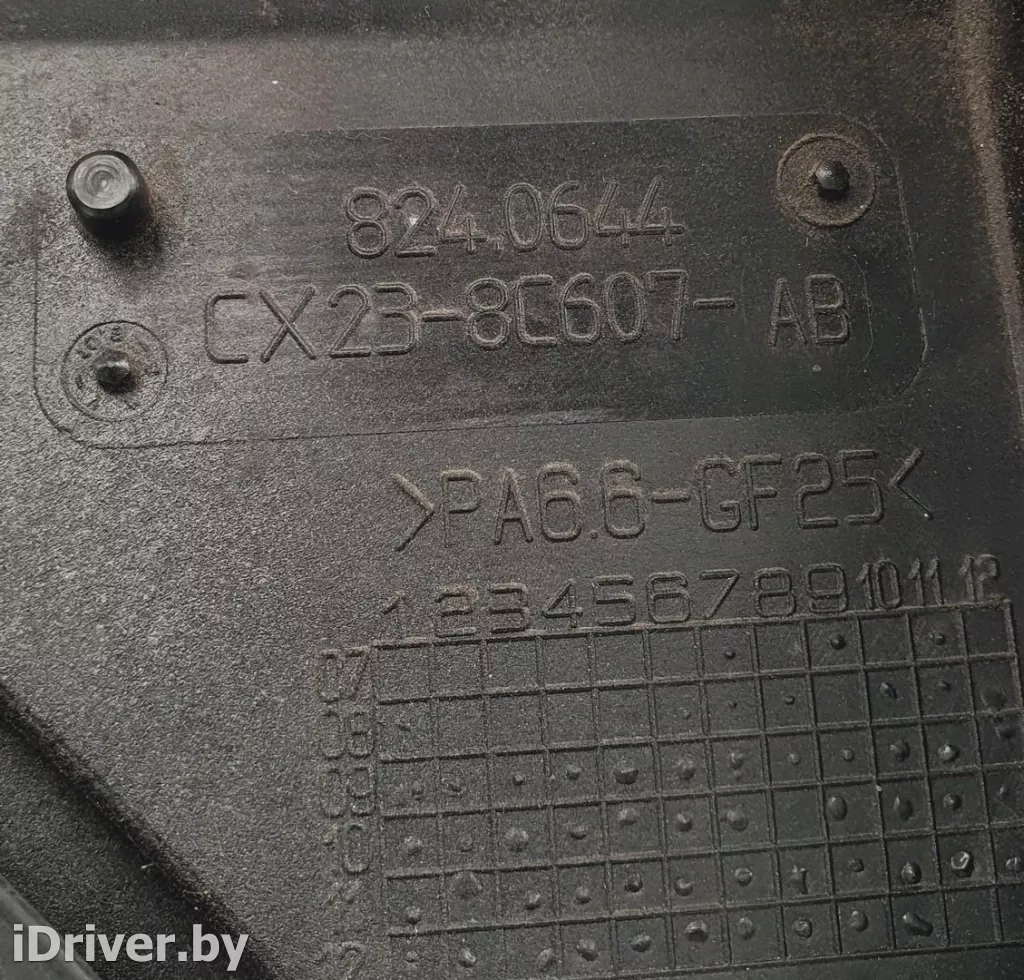 824.0644
CX23-8C607-AB
>PA6.6-GF25<
1 2 3 4 5 6 7 8 9 10 11 12
07
08
09
10
iDriver.by